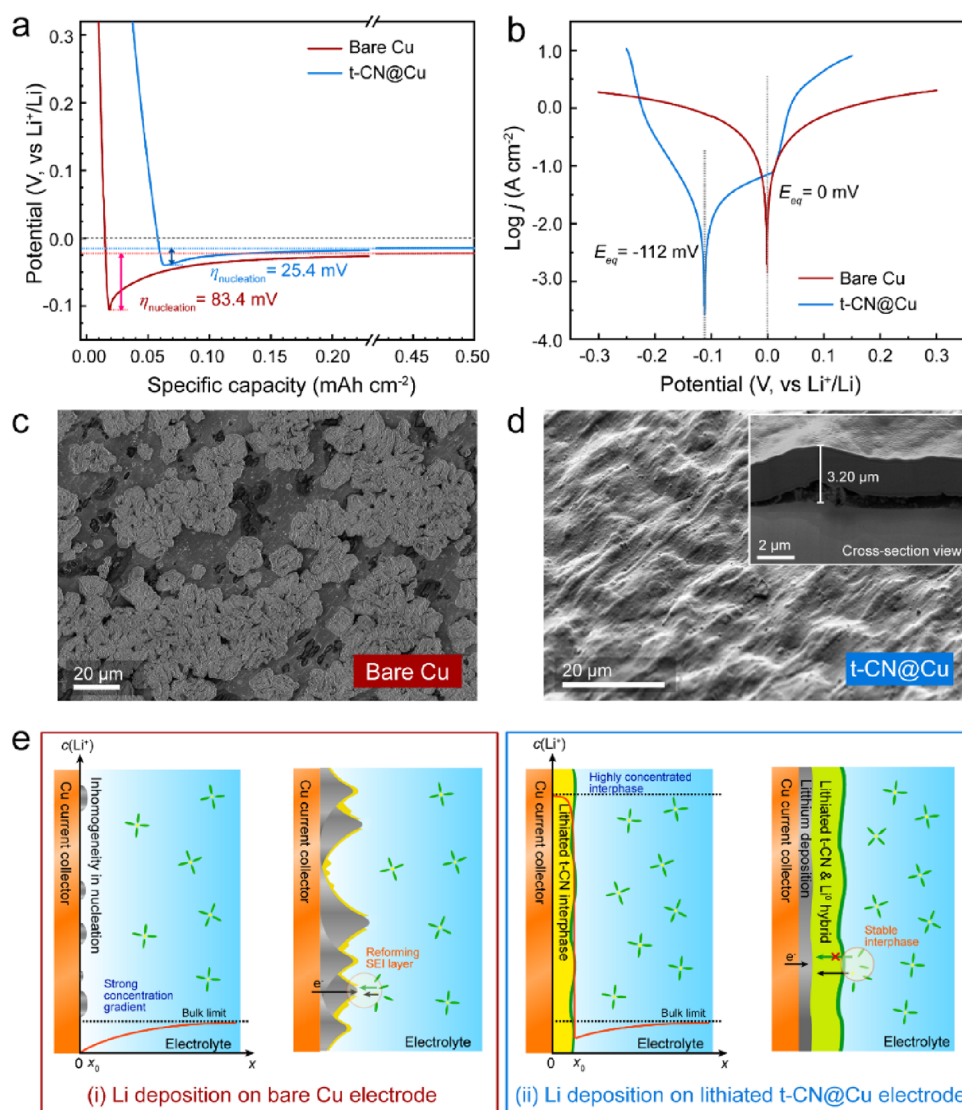 a
Bare Cu
t-CN@Cu
Potential (V, vs Li⁺/Li)
0.3
0.2
0.1
0.0
-0.1
ηnucleation = 25.4 mV
ηnucleation = 83.4 mV
0.00 0.05 0.10 0.15 0.20 0.45 0.50
Specific capacity (mAh cm⁻²)
b
Log j (A cm⁻²)
1.0
0.0
-1.0
-2.0
-3.0
-4.0
Eeq= 0 mV
Eeq= -112 mV
Bare Cu
t-CN@Cu
-0.3 -0.2 -0.1 0.0 0.1 0.2 0.3
Potential (V, vs Li⁺/Li)
c
20 µm
Bare Cu
d
3.20 µm
2 µm
Cross-section view
20 µm
t-CN@Cu
e
c(Li⁺)
Cu current collector
Inhomogeneity in nucleation
Strong
concentration
gradient
Bulk limit
Electrolyte
0 x₀ x
Cu current collector
Reforming
SEI layer
e⁻
Electrolyte
(i) Li deposition on bare Cu electrode
c(Li⁺)
Cu current collector
Lithiated t-CN interphase
Highly concentrated
interphase
Bulk limit
Electrolyte
0 x₀ x
Cu current collector
Lithium deposition
Lithiated t-CN & Li⁰ hybrid
Stable
interphase
e⁻
Electrolyte
(ii) Li deposition on lithiated t-CN@Cu electrode